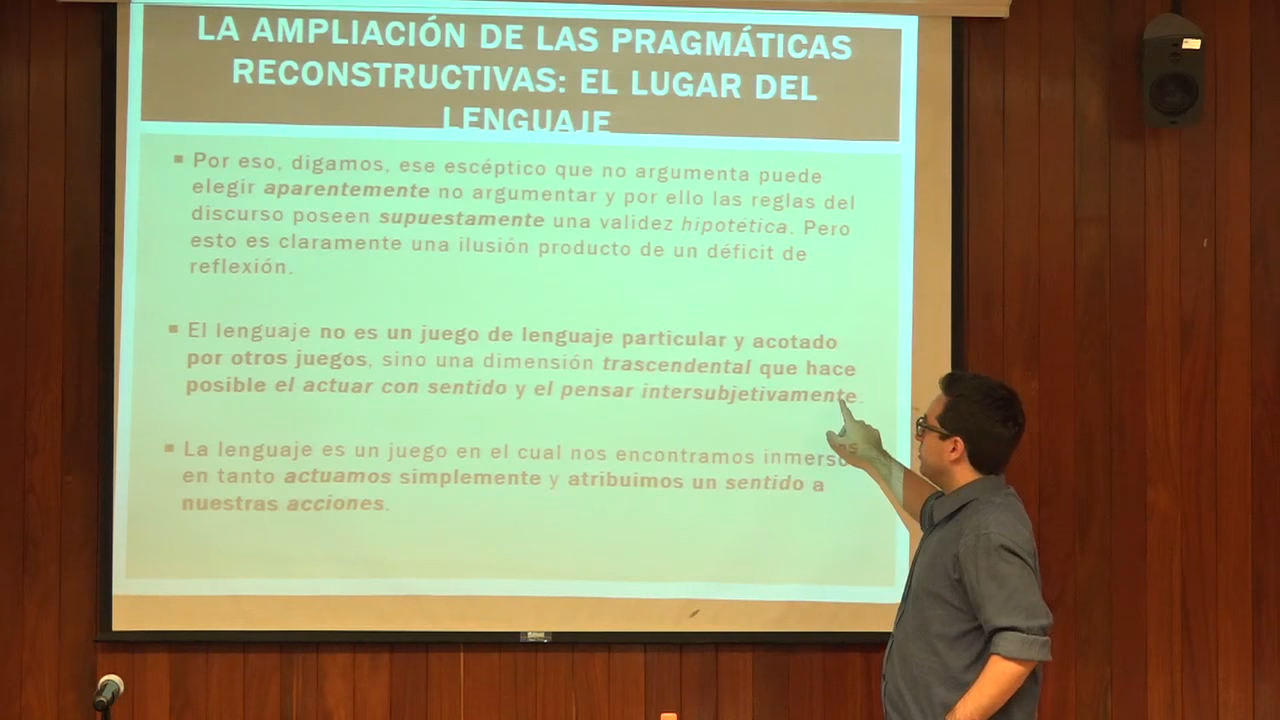 LA AMPLIACIÓN DE LAS PRAGMÁTICAS
RECONSTRUCTIVAS: EL LUGAR DEL
LENGUAJE
▪ Por eso, digamos, ese escéptico que no argumenta puede
elegir aparentemente no argumentar y por ello las reglas del
discurso poseen supuestamente una validez hipotética. Pero
esto es claramente una ilusión producto de un déficit de
reflexión.
▪ El lenguaje no es un juego de lenguaje particular y acotado
por otros juegos, sino una dimensión trascendental que hace
posible el actuar con sentido y el pensar intersubjetivamente.
▪ La lenguaje es un juego en el cual nos encontramos inmersos
en tanto actuamos simplemente y atribuimos un sentido a
nuestras acciones.